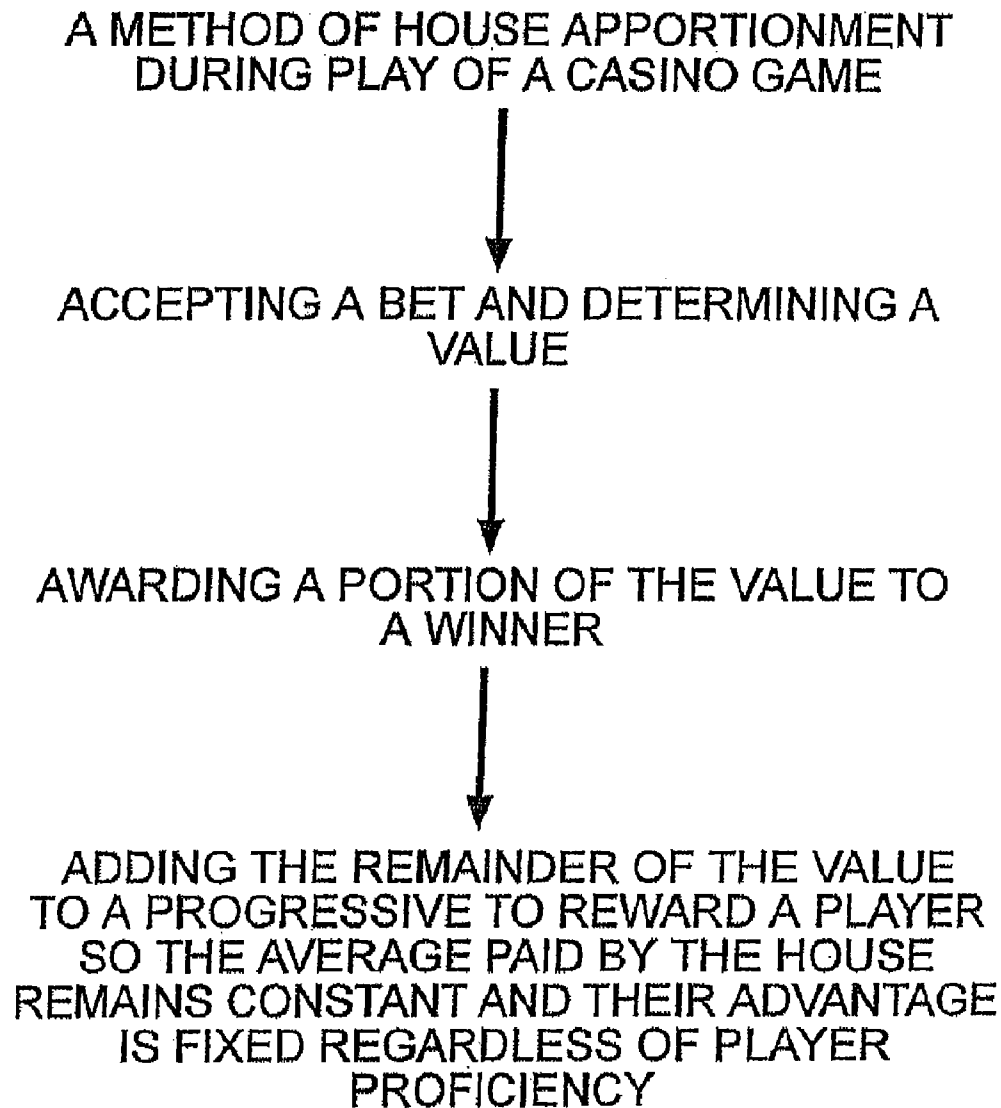 A METHOD OF HOUSE APPORTIONMENT
DURING PLAY OF A CASINO GAME
ACCEPTING A BET AND DETERMINING A
VALUE
AWARDING A PORTION OF THE VALUE TO
A WINNER
ADDING THE REMAINDER OF THE VALUE
TO A PROGRESSIVE TO REWARD A PLAYER
SO THE AVERAGE PAID BY THE HOUSE
REMAINS CONSTANT AND THEIR ADVANTAGE
IS FIXED REGARDLESS OF PLAYER
PROFICIENCY